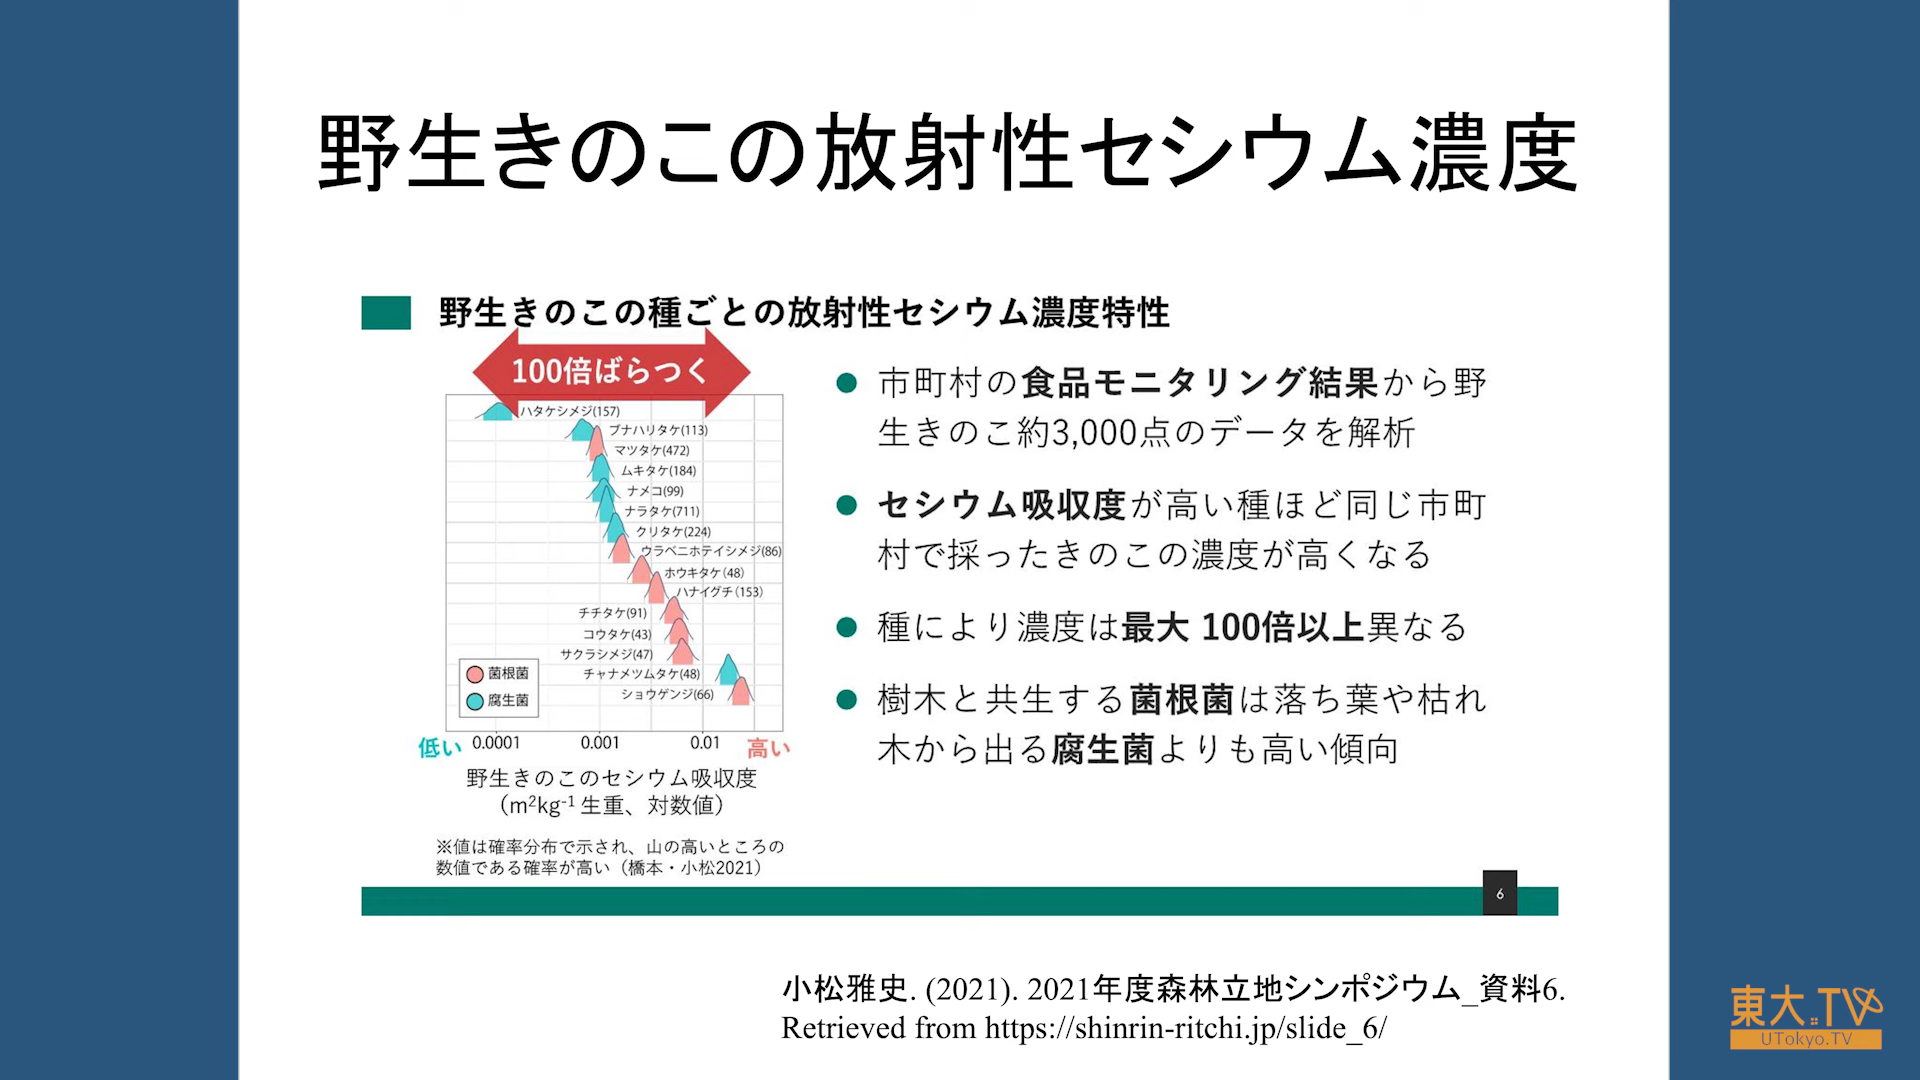 野生きのこの放射性セシウム濃度
野生きのこの種ごとの放射性セシウム濃度特性
100倍ばらつく
ハタケシメジ(157)
ブナハリタケ(113)
マツタケ(472)
ムキタケ(184)
ナメコ(99)
ナラタケ(711)
クリタケ(224)
ウラベニホテイシメジ(86)
ホウキタケ(48)
ハナイグチ(153)
チチタケ(91)
コウタケ(43)
サクラシメジ(47)
チャナメツムタケ(48)
ショウゲンジ(66)
菌根菌
腐生菌
低い 0.0001 0.001 0.01 高い
野生きのこのセシウム吸収度
（m²kg⁻¹ 生重、対数値）
※値は確率分布で示され、山の高いところの
数値である確率が高い（橋本・小松2021）
市町村の食品モニタリング結果から野
生きのこ約3,000点のデータを解析
セシウム吸収度が高い種ほど同じ市町
村で採ったきのこの濃度が高くなる
種により濃度は最大 100倍以上異なる
樹木と共生する菌根菌は落ち葉や枯れ
木から出る腐生菌よりも高い傾向
6
小松雅史. (2021). 2021年度森林立地シンポジウム_資料6.
Retrieved from https://shinrin-ritchi.jp/slide_6/
東大.TV
UTokyo.TV